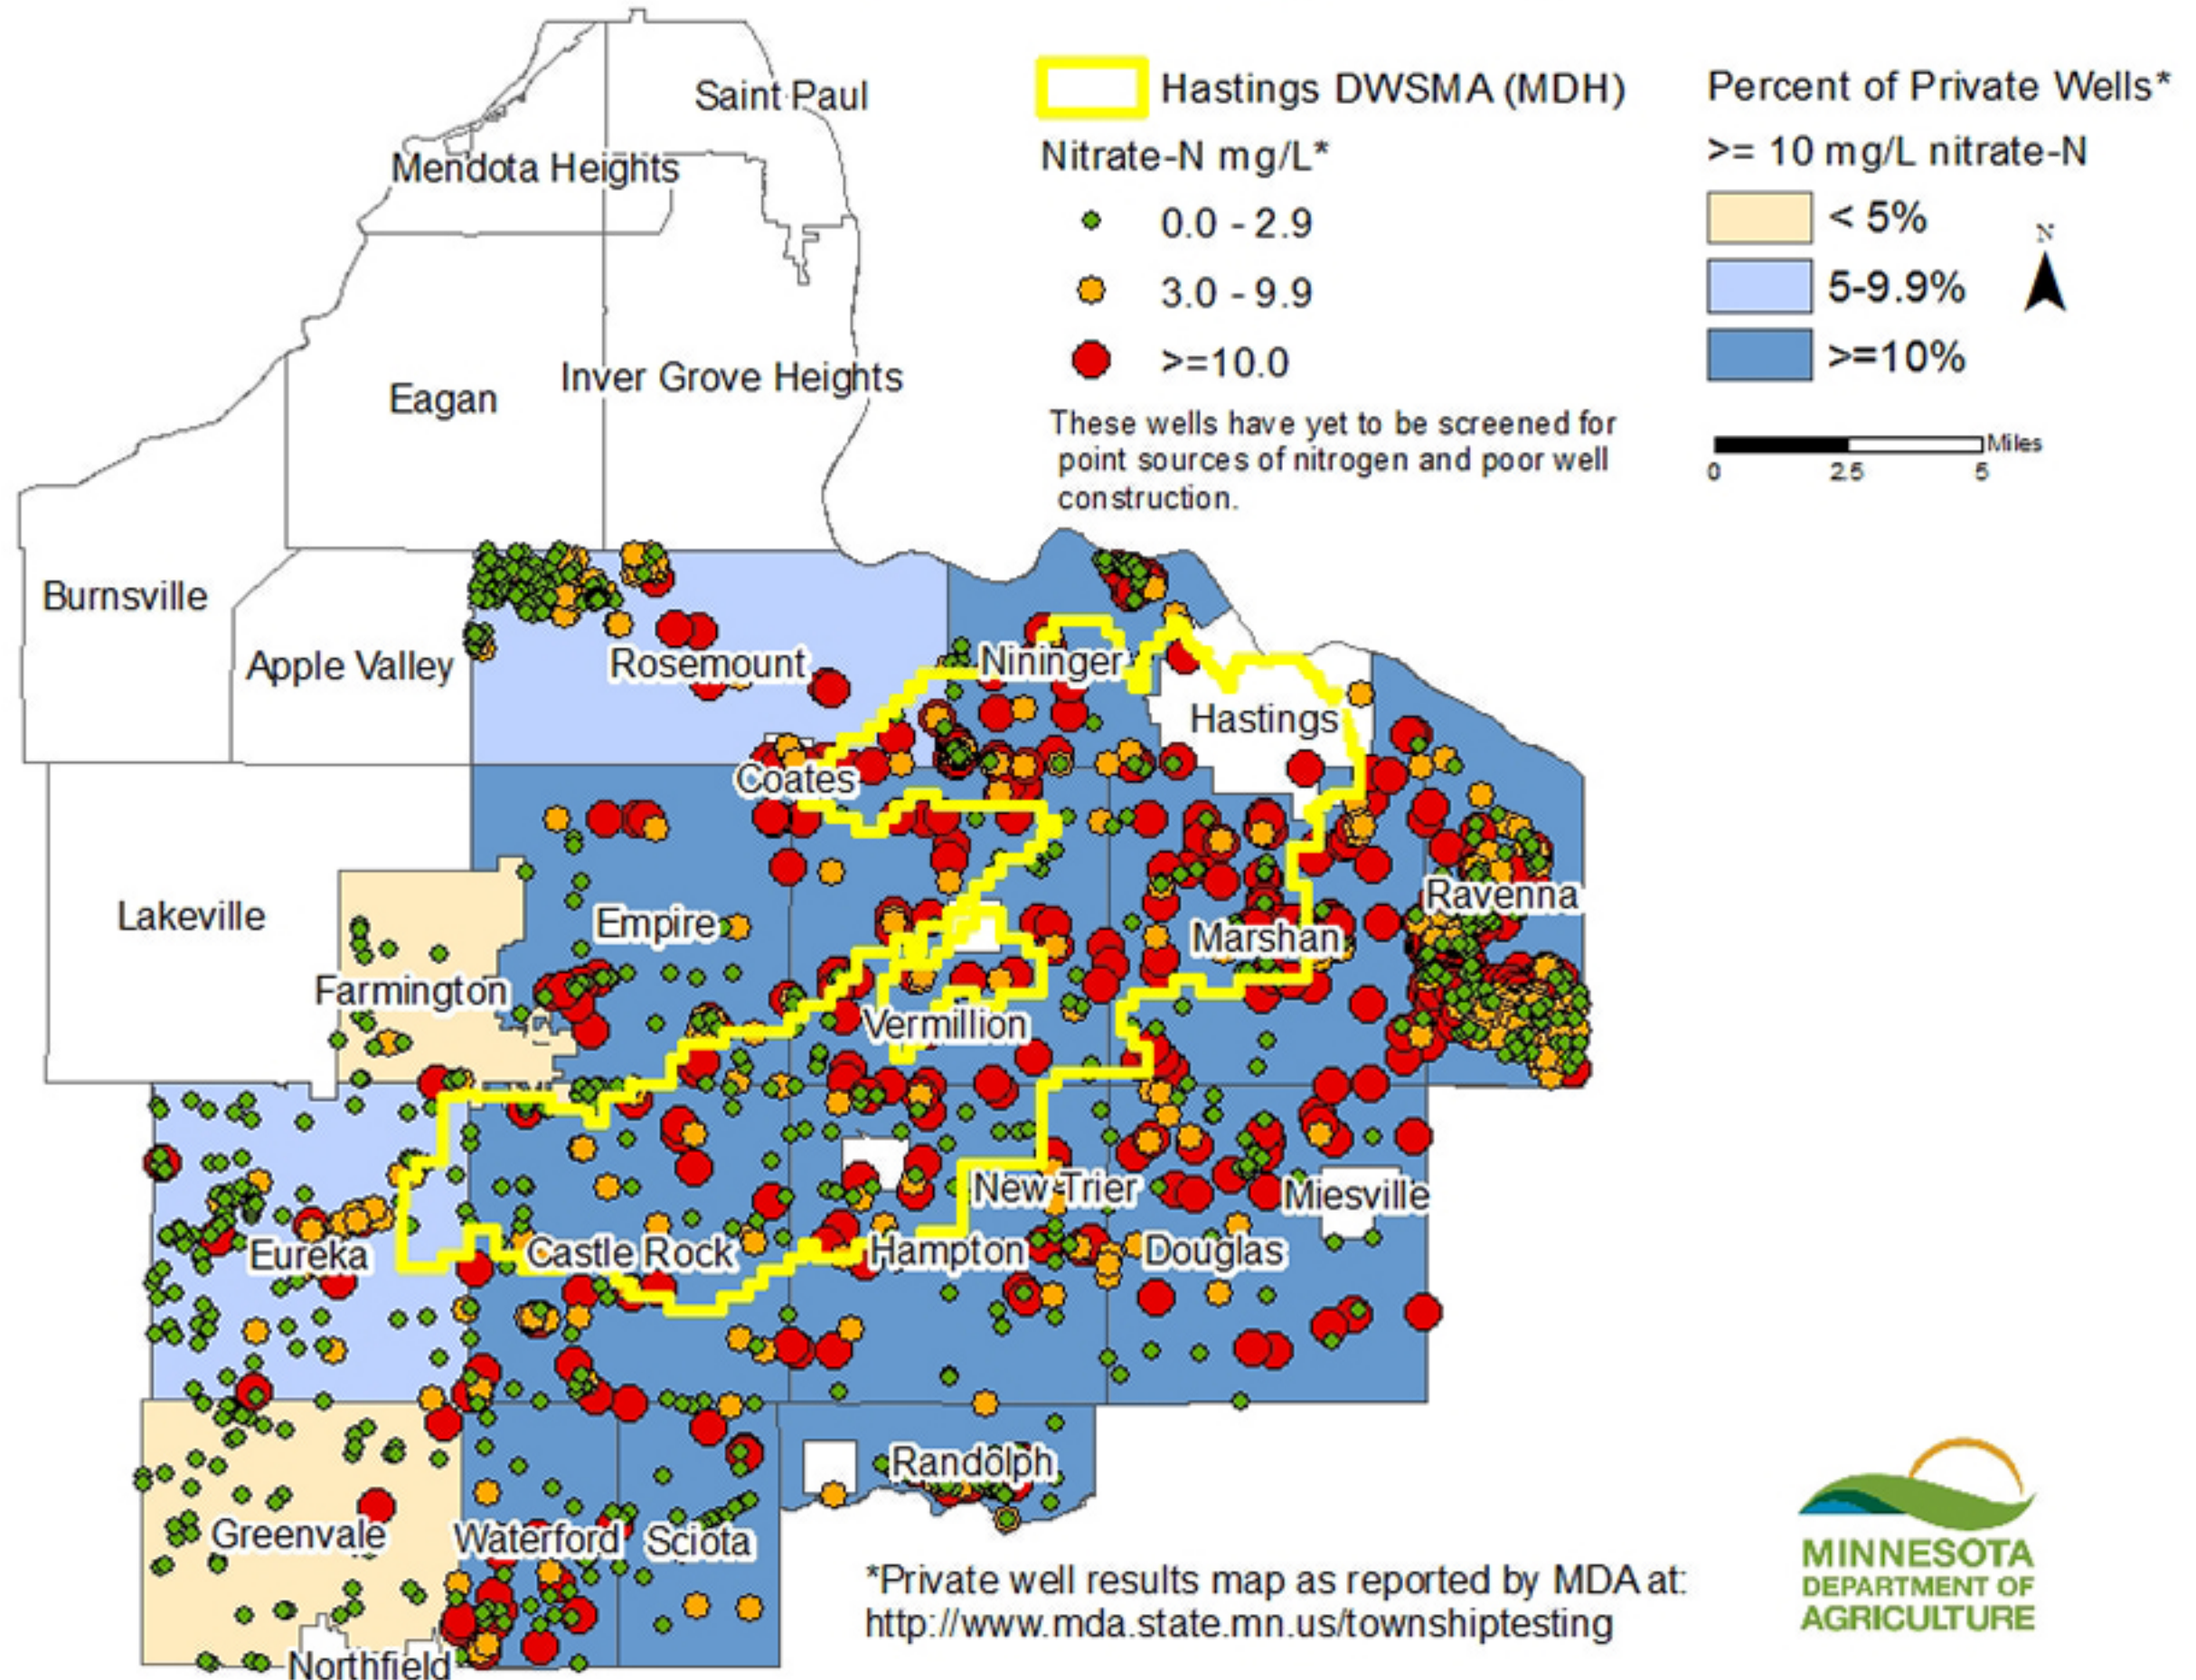 Saint Paul
Mendota Heights
Eagan
Inver Grove Heights
Burnsville
Apple Valley
Rosemount
Nininger
Hastings
Coates
Lakeville
Empire
Farmington
Marshan
Ravenna
Vermillion
New Trier
Miesville
Eureka
Castle Rock
Hampton
Douglas
Randolph
Greenvale
Waterford
Sciota
Northfield
Hastings DWSMA (MDH)
Nitrate-N mg/L*
0.0 - 2.9
3.0 - 9.9
>=10.0
These wells have yet to be screened for
point sources of nitrogen and poor well
construction.
Percent of Private Wells*
>= 10 mg/L nitrate-N
< 5%
5-9.9%
>=10%
N
Miles
0 2.5 5
*Private well results map as reported by MDA at:
http://www.mda.state.mn.us/townshiptesting
MINNESOTA
DEPARTMENT OF
AGRICULTURE